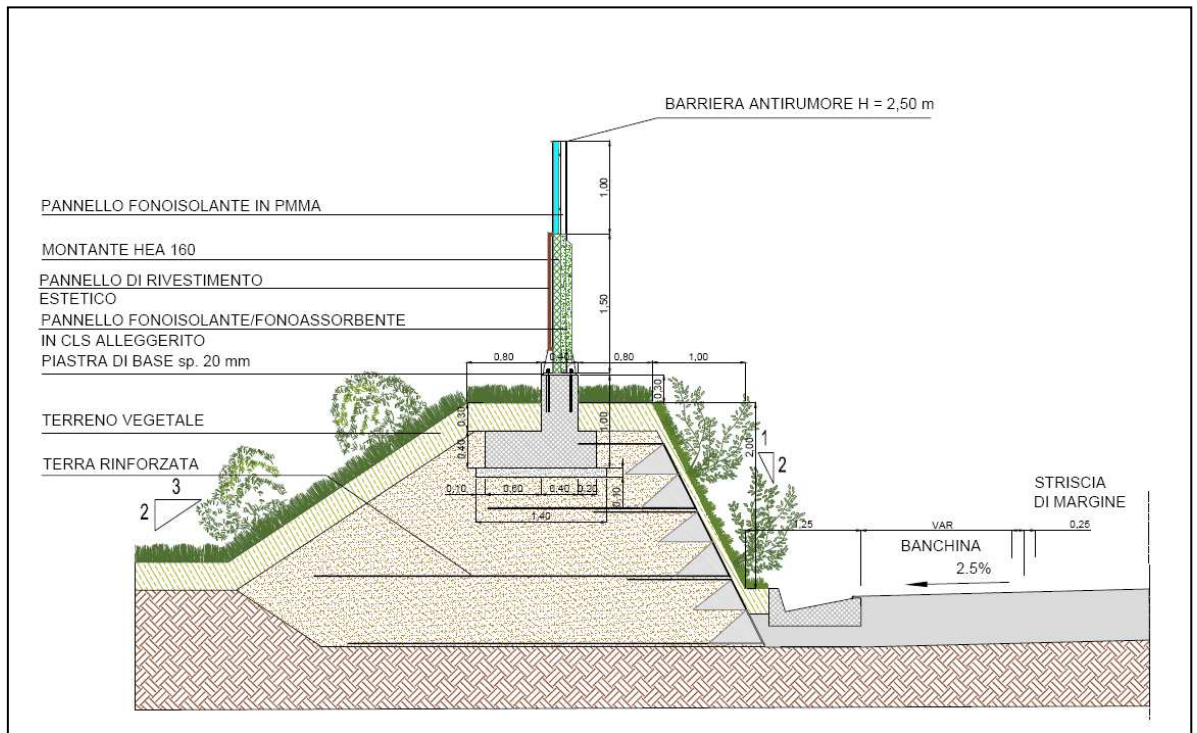 BARRIERA ANTIRUMORE H = 2,50 m
1,00
PANNELLO FONOISOLANTE IN PMMA
MONTANTE HEA 160
PANNELLO DI RIVESTIMENTO
ESTETICO
1,50
PANNELLO FONOISOLANTE/FONOASSORBENTE
IN CLS ALLEGGERITO
PIASTRA DI BASE sp. 20 mm
0,80 0,40 0,80 1,00
0,30
TERRENO VEGETALE
0,30 1,00 2,00
0,40
1
2
TERRA RINFORZATA
3
2
0,10 0,60 0,40 0,20 0,10
1,40
STRISCIA
DI MARGINE
1,25 VAR 0,25
BANCHINA
2.5%